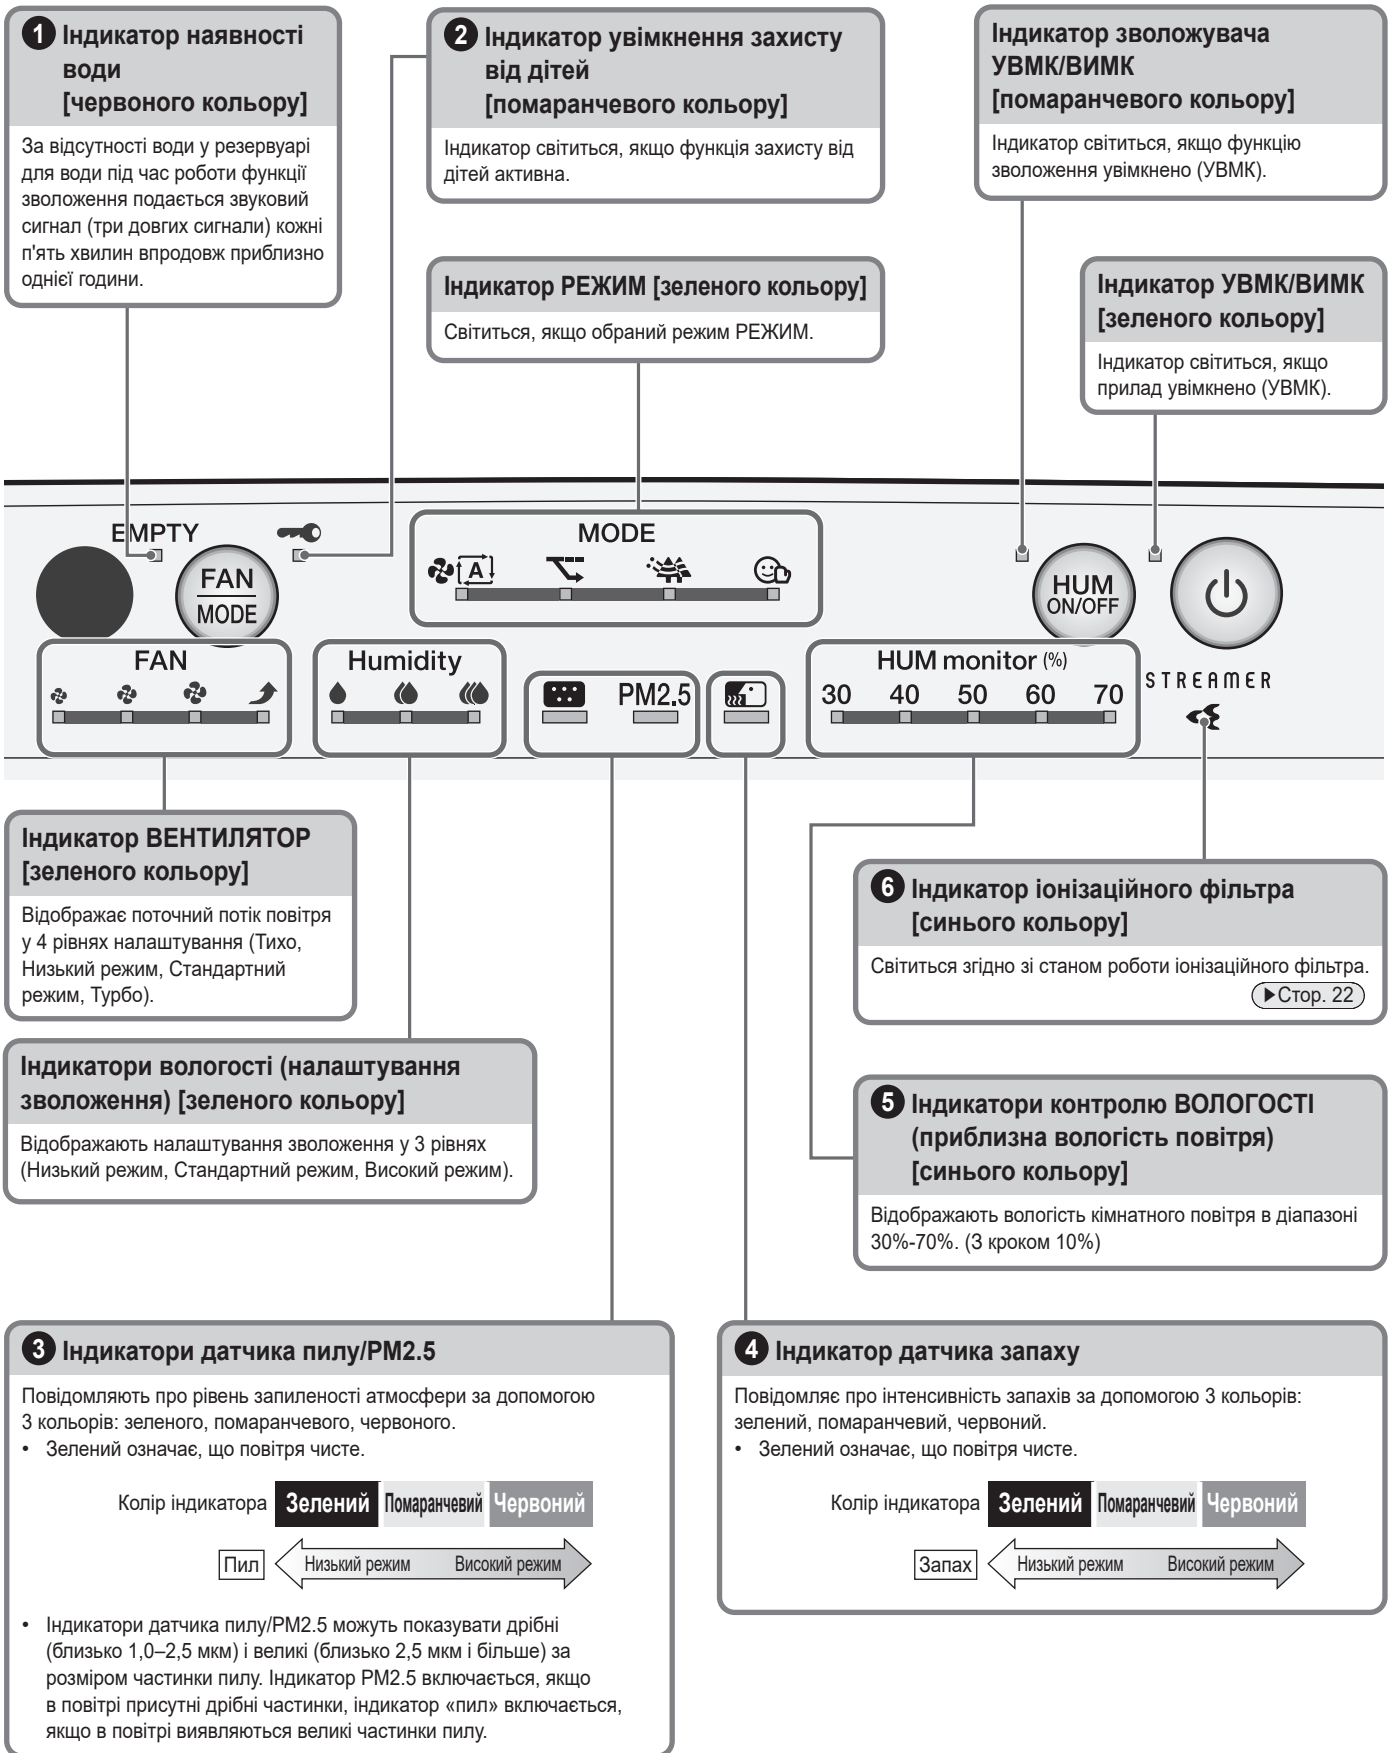 1 Індикатор наявності
води
[червоного кольору]
За відсутності води у резервуарі
для води під час роботи функції
зволоження подається звуковий
сигнал (три довгих сигнали) кожні
п'ять хвилин впродовж приблизно
однієї години.
2 Індикатор увімкнення захисту
від дітей
[помаранчевого кольору]
Індикатор світиться, якщо функція захисту від
дітей активна.
Індикатор зволожувача
УВМК/ВИМК
[помаранчевого кольору]
Індикатор світиться, якщо функцію
зволоження увімкнено (УВМК).
Індикатор РЕЖИМ [зеленого кольору]
Світиться, якщо обраний режим РЕЖИМ.
Індикатор УВМК/ВИМК
[зеленого кольору]
Індикатор світиться, якщо
прилад увімкнено (УВМК).
EMPTY
FAN
MODE
MODE
A
HUM
ON/OFF
FAN
Humidity
PM2.5
HUM monitor (%)
30 40 50 60 70
STREAMER
Індикатор ВЕНТИЛЯТОР
[зеленого кольору]
Відображає поточний потік повітря
у 4 рівнях налаштування (Тихо,
Низький режим, Стандартний
режим, Турбо).
6 Індикатор іонізаційного фільтра
[синього кольору]
Світиться згідно зі станом роботи іонізаційного фільтра.
▶Стор. 22
Індикатори вологості (налаштування
зволоження) [зеленого кольору]
Відображають налаштування зволоження у 3 рівнях
(Низький режим, Стандартний режим, Високий режим).
5 Індикатори контролю ВОЛОГОСТІ
(приблизна вологість повітря)
[синього кольору]
Відображають вологість кімнатного повітря в діапазоні
30%-70%. (З кроком 10%)
3 Індикатори датчика пилу/PM2.5
Повідомляють про рівень запиленості атмосфери за допомогою
3 кольорів: зеленого, помаранчевого, червоного.
• Зелений означає, що повітря чисте.
Колір індикатора Зелений Помаранчевий Червоний
Пил Низький режим Високий режим
• Індикатори датчика пилу/PM2.5 можуть показувати дрібні
(близько 1,0–2,5 мкм) і великі (близько 2,5 мкм і більше) за
розміром частинки пилу. Індикатор PM2.5 включається, якщо
в повітрі присутні дрібні частинки, індикатор «пил» включається,
якщо в повітрі виявляються великі частинки пилу.
4 Індикатор датчика запаху
Повідомляє про інтенсивність запахів за допомогою 3 кольорів:
зелений, помаранчевий, червоний.
• Зелений означає, що повітря чисте.
Колір індикатора Зелений Помаранчевий Червоний
Запах Низький режим Високий режим